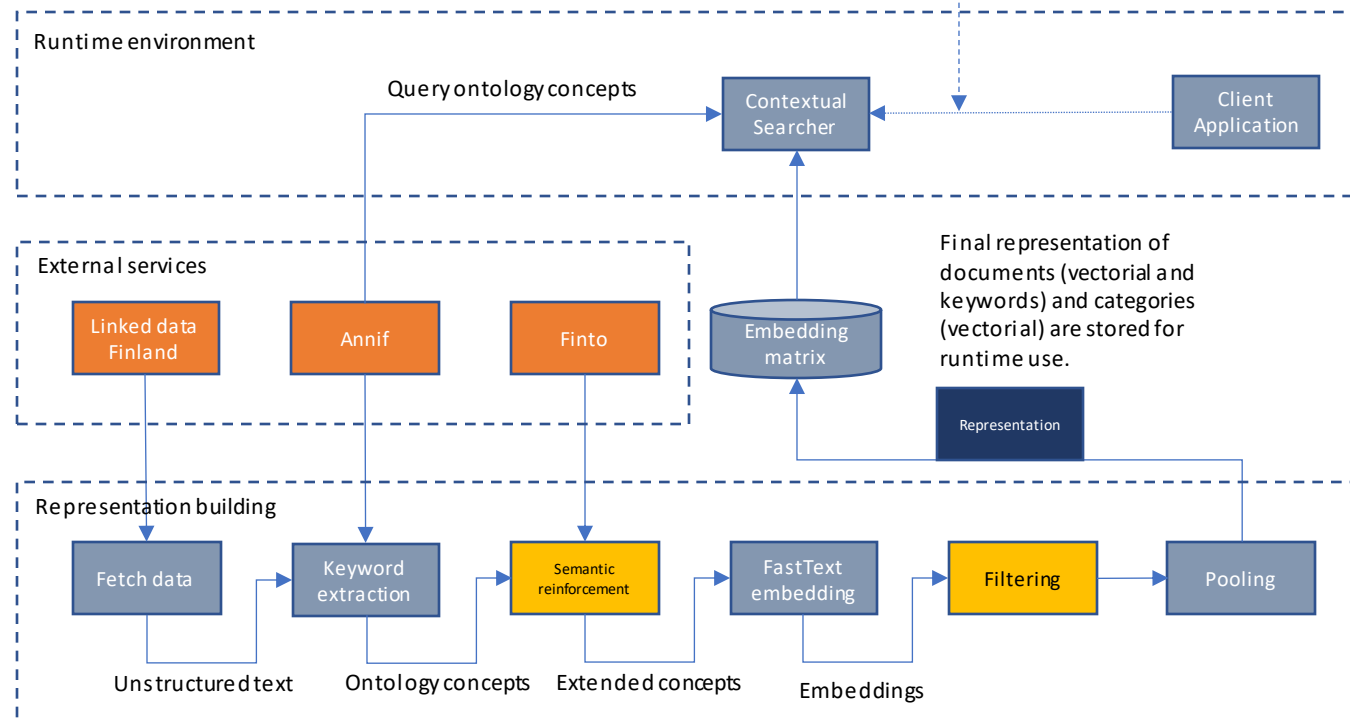 Runtime environment
Query ontology concepts
Contextual
Searcher
Client
Application
External services
Linked data
Finland
Annif
Finto
Embedding
matrix
Final representation of
documents (vectorial and
keywords) and categories
(vectorial) are stored for
runtime use.
Representation
Representation building
Fetch data
Keyword
extraction
Semantic
reinforcement
FastText
embedding
Filtering
Pooling
Unstructured text
Ontology concepts
Extended concepts
Embeddings